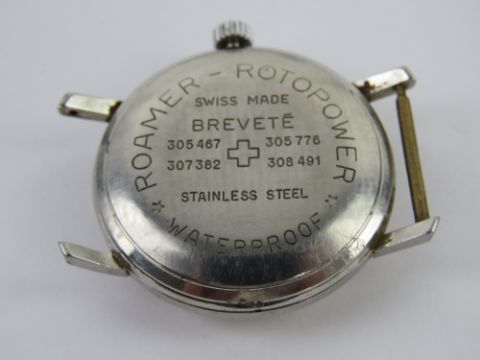 ROAMER - ROTOPOWER
SWISS MADE
BREVETÉ
305467 305776
307382 308491
STAINLESS STEEL
WATERPROOF